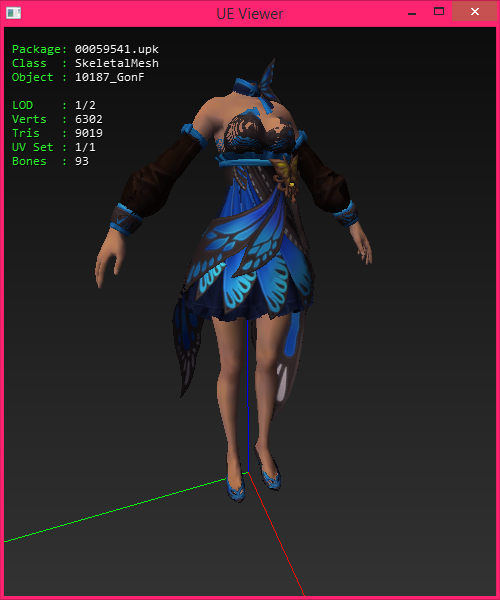 UE Viewer
Package: 00059541.upk
Class : SkeletalMesh
Object : 10187_GonF
LOD : 1/2
Verts : 6302
Tris : 9019
UV Set : 1/1
Bones : 93